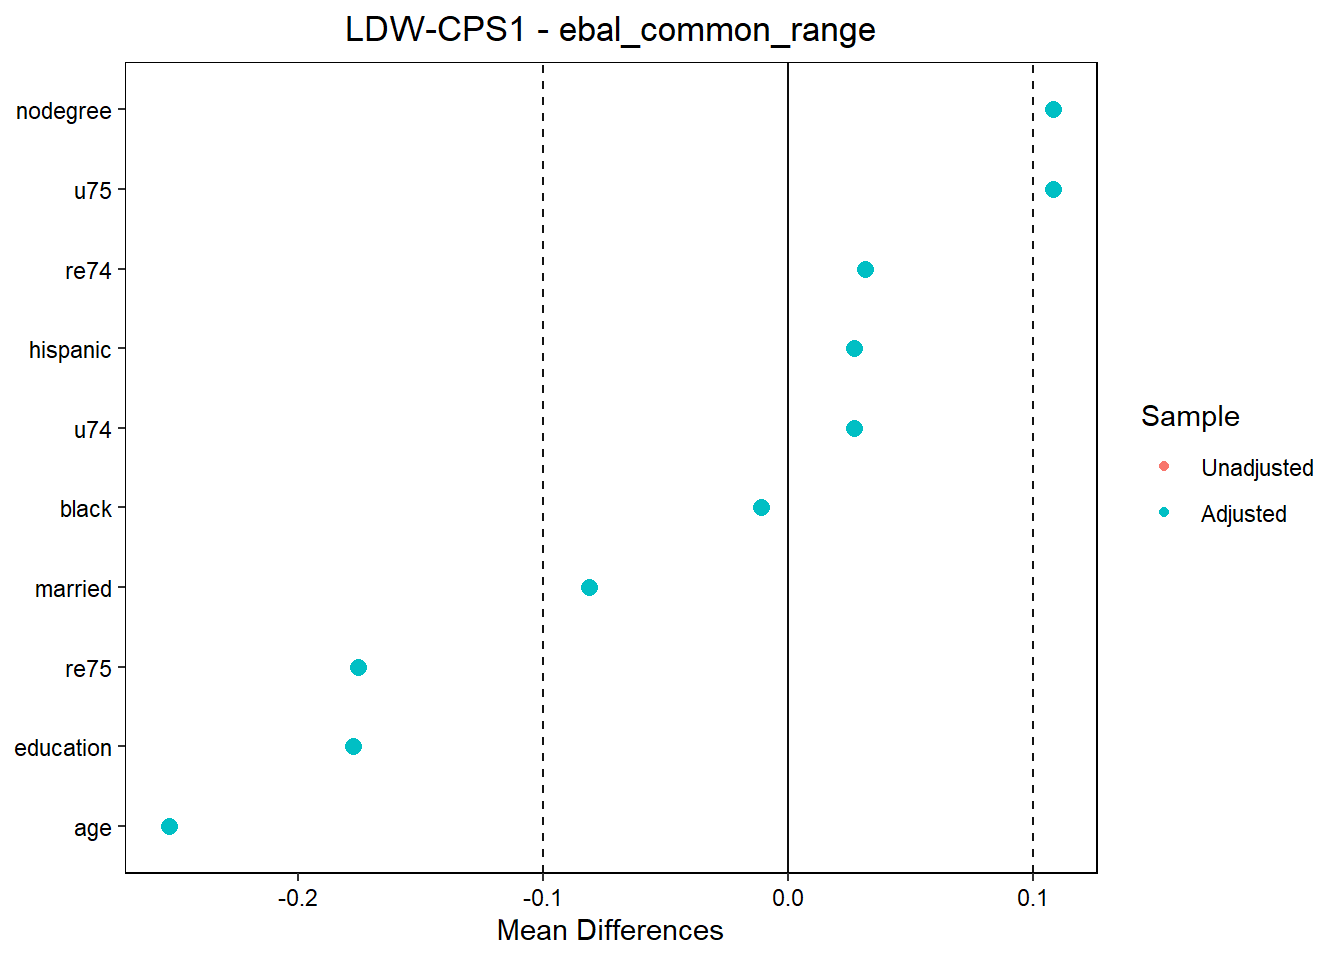 LDW-CPS1 - ebal_common_range
nodegree
u75
re74
hispanic
u74
black
married
re75
education
age
-0.2
-0.1
0.0
0.1
Mean Differences
Sample
Unadjusted
Adjusted